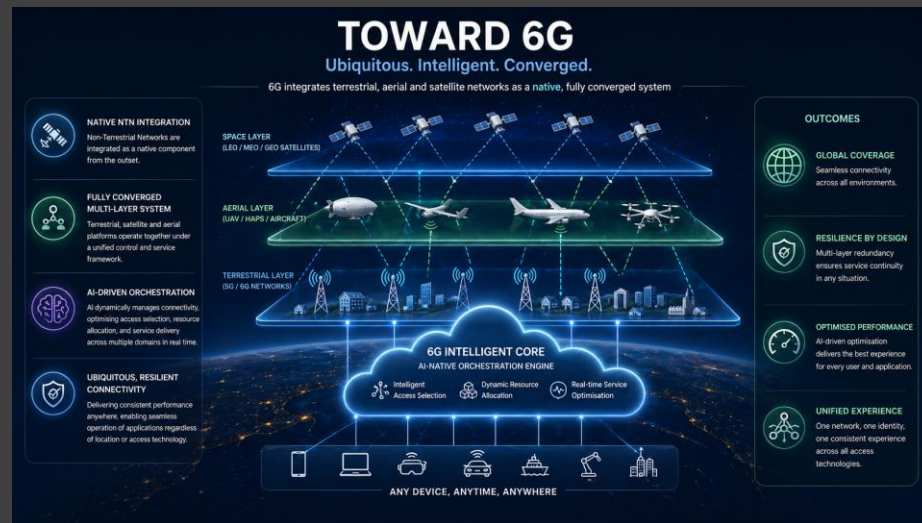 TOWARD 6G
Ubiquitous. Intelligent. Converged.
6G integrates terrestrial, aerial and satellite networks as a native, fully converged system
NATIVE NTN INTEGRATION
Non-Terrestrial Networks are
integrated as a native component
from the outset.
FULLY CONVERGED
MULTI-LAYER SYSTEM
Terrestrial, satellite and aerial
platforms operate together under
a unified control and service
framework.
AI-DRIVEN ORCHESTRATION
AI dynamically manages connectivity,
optimising access selection, resource
allocation, and service delivery
across multiple domains in real time.
UBIQUITOUS, RESILIENT
CONNECTIVITY
Delivering consistent performance
anywhere, enabling seamless
operation of applications regardless
of location or access technology.
SPACE LAYER
(LEO / MEO / GEO SATELLITES)
AERIAL LAYER
(UAV / HAPS / AIRCRAFT)
TERRESTRIAL LAYER
(5G / 6G NETWORKS)
6G INTELLIGENT CORE
AI-NATIVE ORCHESTRATION ENGINE
Intelligent
Access Selection
Dynamic Resource
Allocation
Real-time Service
Optimisation
ANY DEVICE, ANYTIME, ANYWHERE
OUTCOMES
GLOBAL COVERAGE
Seamless connectivity
across all environments.
RESILIENCE BY DESIGN
Multi-layer redundancy
ensures service continuity
in any situation.
OPTIMISED PERFORMANCE
AI-driven optimisation
delivers the best experience
for every user and application.
UNIFIED EXPERIENCE
One network, one identity,
one consistent experience
across all access
technologies.